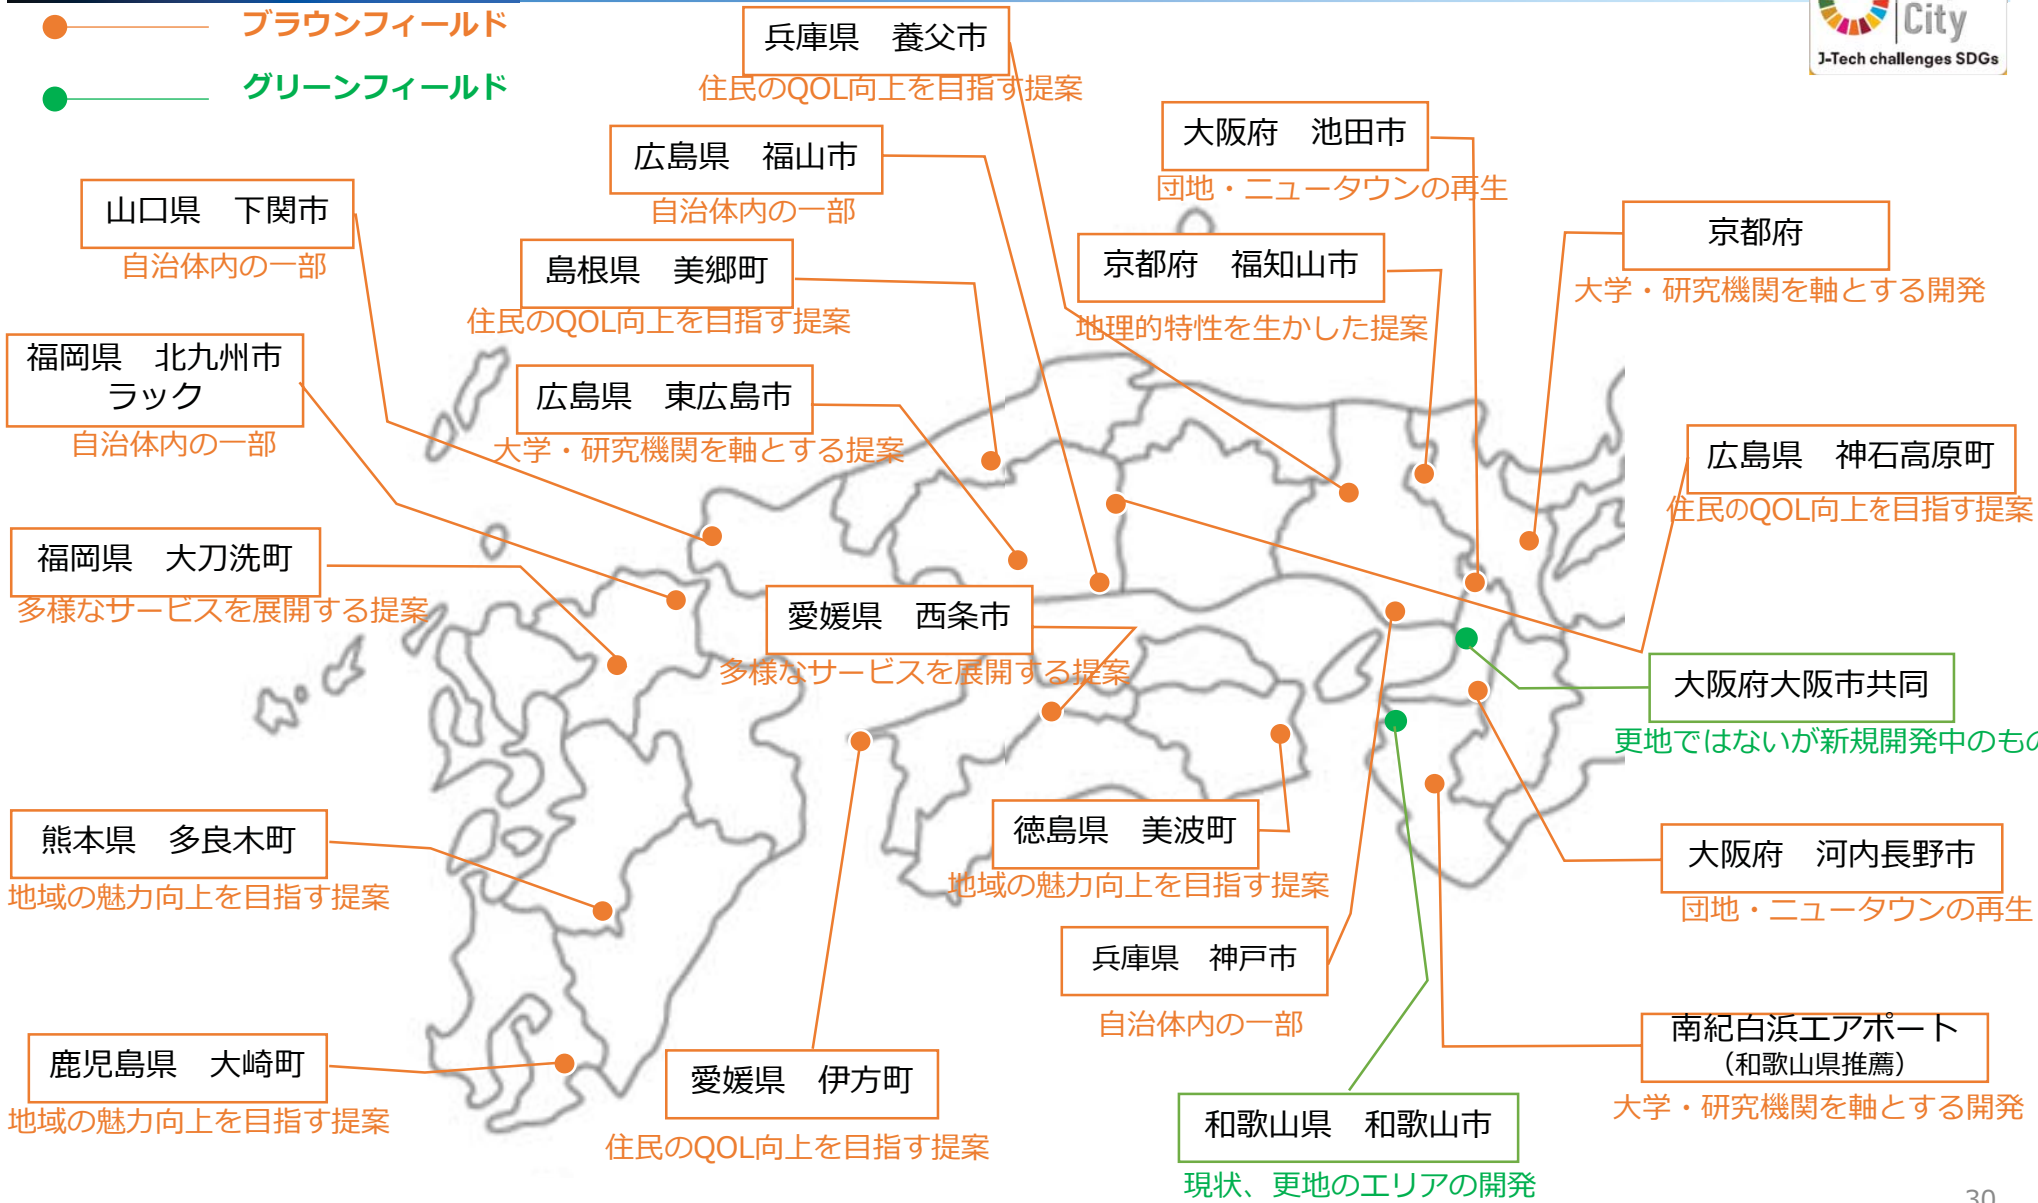 ブラウンフィールド
グリーンフィールド
City
J-Tech challenges SDGs
兵庫県　養父市
住民のQOL向上を目指す提案
大阪府　池田市
団地・ニュータウンの再生
広島県　福山市
自治体内の一部
山口県　下関市
自治体内の一部
京都府
大学・研究機関を軸とする開発
島根県　美郷町
住民のQOL向上を目指す提案
京都府　福知山市
地理的特性を生かした提案
福岡県　北九州市
ラック
自治体内の一部
広島県　東広島市
大学・研究機関を軸とする提案
広島県　神石高原町
住民のQOL向上を目指す提案
福岡県　大刀洗町
多様なサービスを展開する提案
愛媛県　西条市
多様なサービスを展開する提案
大阪府大阪市共同
更地ではないが新規開発中のもの
熊本県　多良木町
地域の魅力向上を目指す提案
徳島県　美波町
地域の魅力向上を目指す提案
大阪府　河内長野市
団地・ニュータウンの再生
兵庫県　神戸市
自治体内の一部
南紀白浜エアポート
（和歌山県推薦）
大学・研究機関を軸とする開発
鹿児島県　大崎町
地域の魅力向上を目指す提案
愛媛県　伊方町
住民のQOL向上を目指す提案
和歌山県　和歌山市
現状、更地のエリアの開発
30